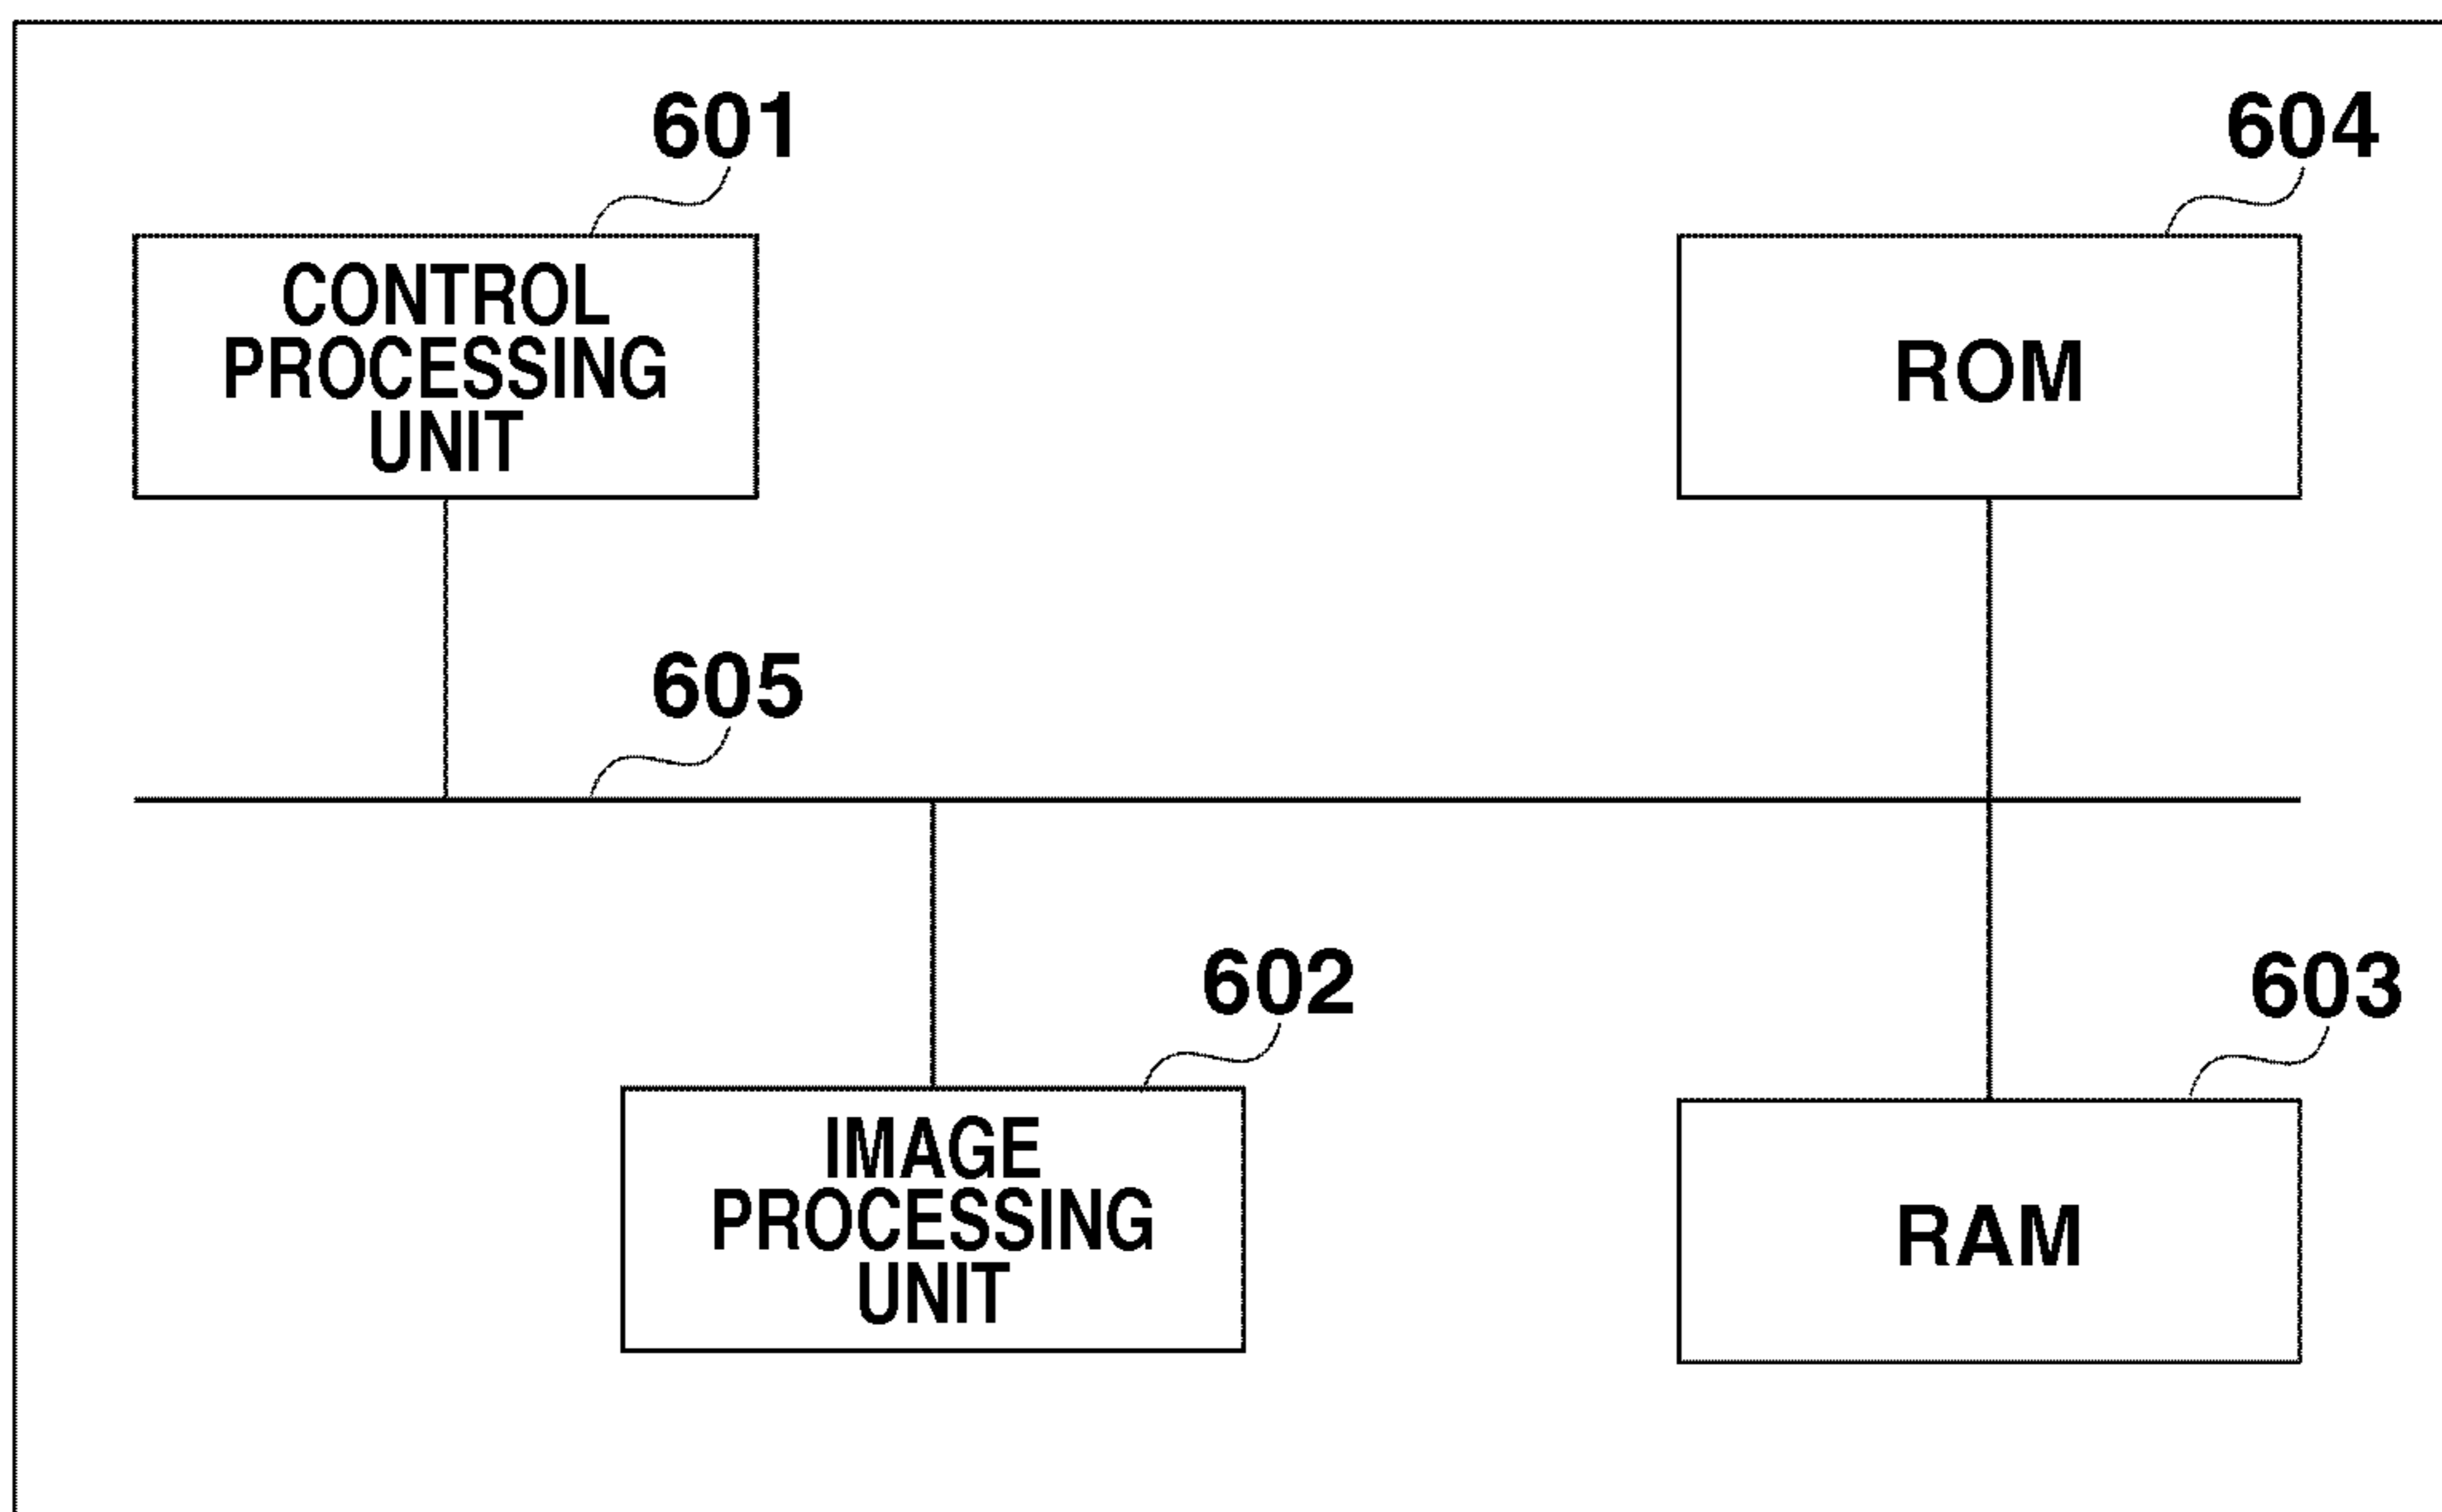 601
604
CONTROL
PROCESSING
UNIT
ROM
605
602
603
IMAGE
PROCESSING
UNIT
RAM